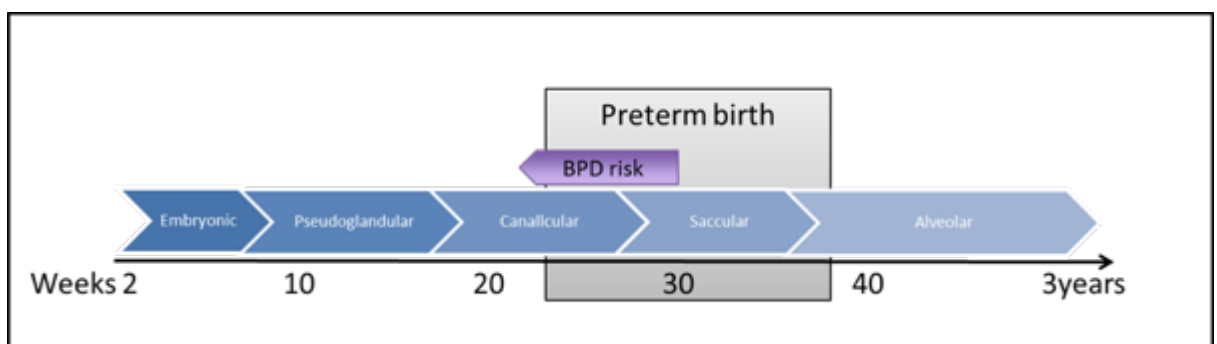 Preterm birth
BPD risk
Embryonic Pseudoglandular Canallcular Saccular Alveolar
Weeks 2 10 20 30 40 3years